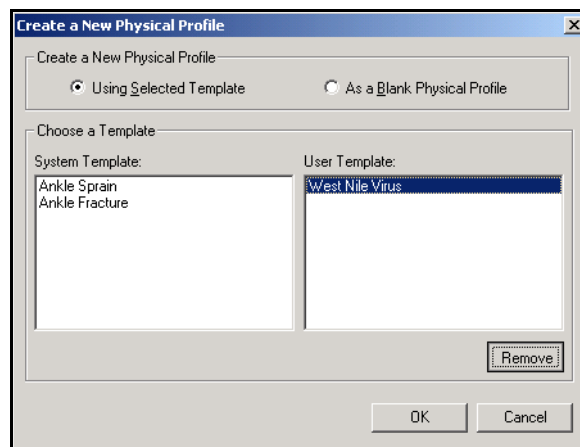 Create a New Physical Profile
Create a New Physical Profile
Using Selected Template
As a Blank Physical Profile
Choose a Template
System Template:
User Template:
Ankle Sprain
Ankle Fracture
West Nile Virus
Remove
OK
Cancel